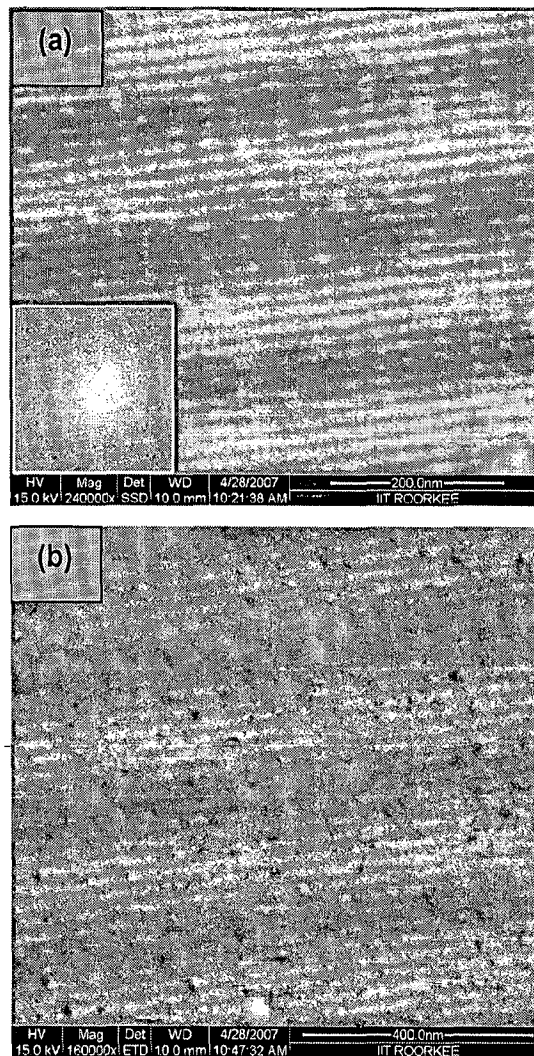 (a)
HV Mag Det WD 4/28/2007 200.0nm
15.0 kV 240000x SSD 10.0 mm 10:21:38 AM IIT ROORKEE
(b)
HV Mag Det WD 4/28/2007 400.0nm
15.0 kV 160000x ETD 10.0 mm 10:47:32 AM IIT ROORKEE